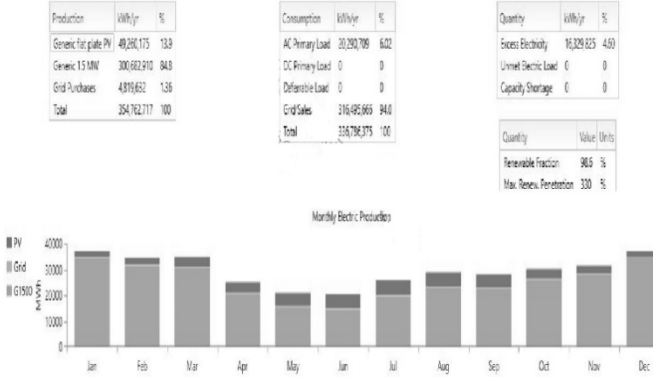 Production kWh/yr %
Generic flat plate PV 49,260,175 13.9
Generic 1.5 MW 300,682,910 84.8
Grid Purchases 4,819,632 1.36
Total 354,762,717 100
Consumption kWh/yr %
AC Primary Load 20,290,709 6.02
DC Primary Load 0 0
Deferrable Load 0 0
Grid Sales 316,495,666 94.0
Total 336,786,375 100
Quantity kWh/yr %
Excess Electricity 16,329,825 4.60
Unmet Electric Load 0 0
Capacity Shortage 0 0
Quantity Value Units
Renewable Fraction 98.6 %
Max. Renew. Penetration 330 %
Monthly Electric Production
PV
Grid
G1500
MWh
40000
30000
20000
10000
0
Jan Feb Mar Apr May Jun Jul Aug Sep Oct Nov Dec